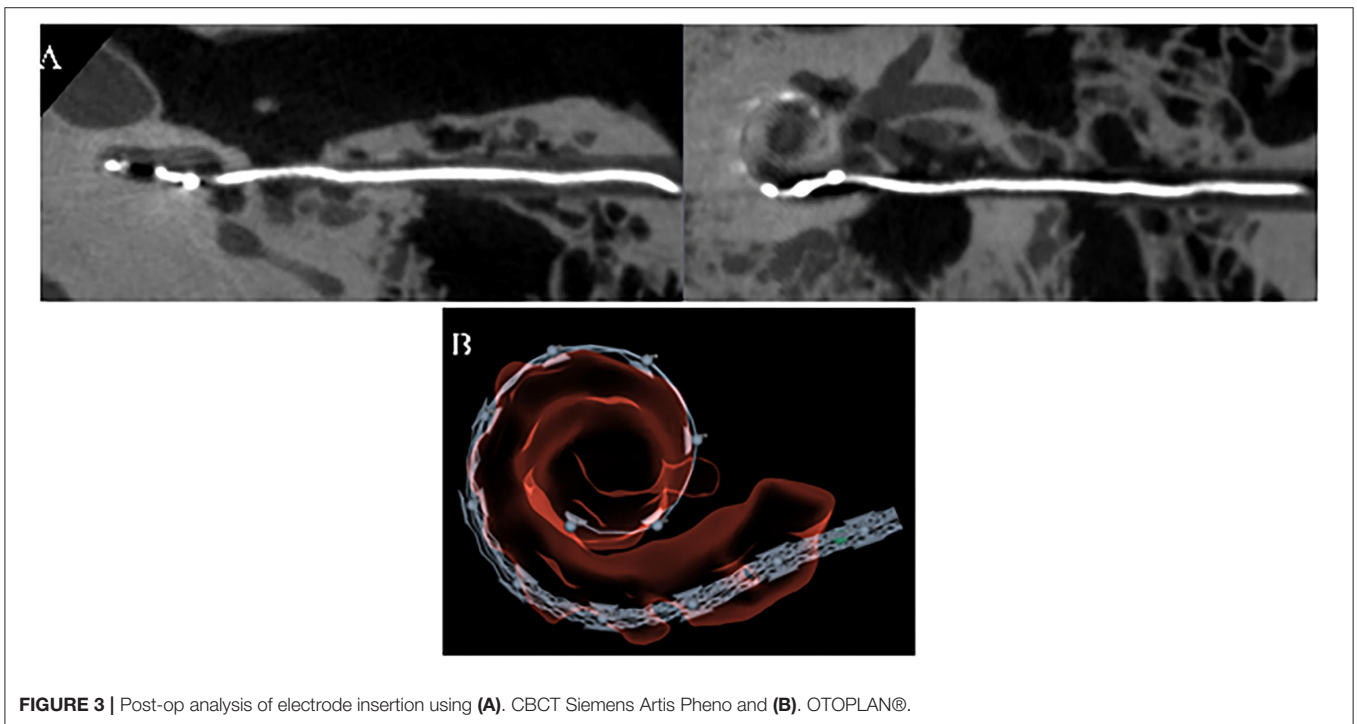 A
B
FIGURE 3 | Post-op analysis of electrode insertion using (A). CBCT Siemens Artis Pheno and (B). OTOPLAN®.